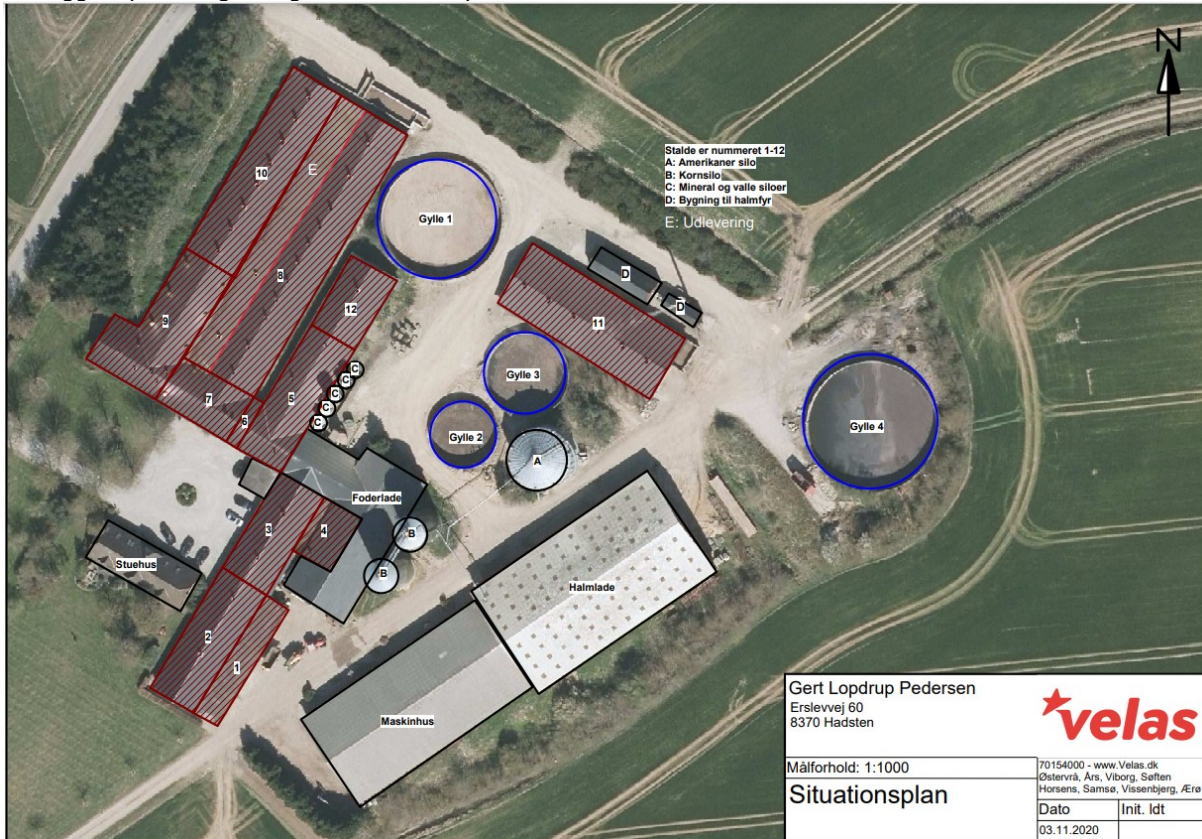 N
Stalde er nummeret 1-12
A: Amerikaner silo
B: Kornsilo
C: Mineral og valle siloer
D: Bygning til halmfyr
E: Udlevering
10
E
Gylle 1
8
D
12
D
9
11
C
C
Gylle 3
C
7
5
C
6
C
Gylle 4
Gylle 2
A
Foderlade
3
4
B
Stuehus
B
Halmlade
2
1
Maskinhus
Gert Lopdrup Pedersen
Erslevvej 60
8370 Hadsten
velas
Målforhold: 1:1000
70154000 - www.Velas.dk
Østervrå, Års, Viborg, Søften
Horsens, Samsø, Vissenbjerg, Ærø
Situationsplan
Dato
Init. ldt
03.11.2020